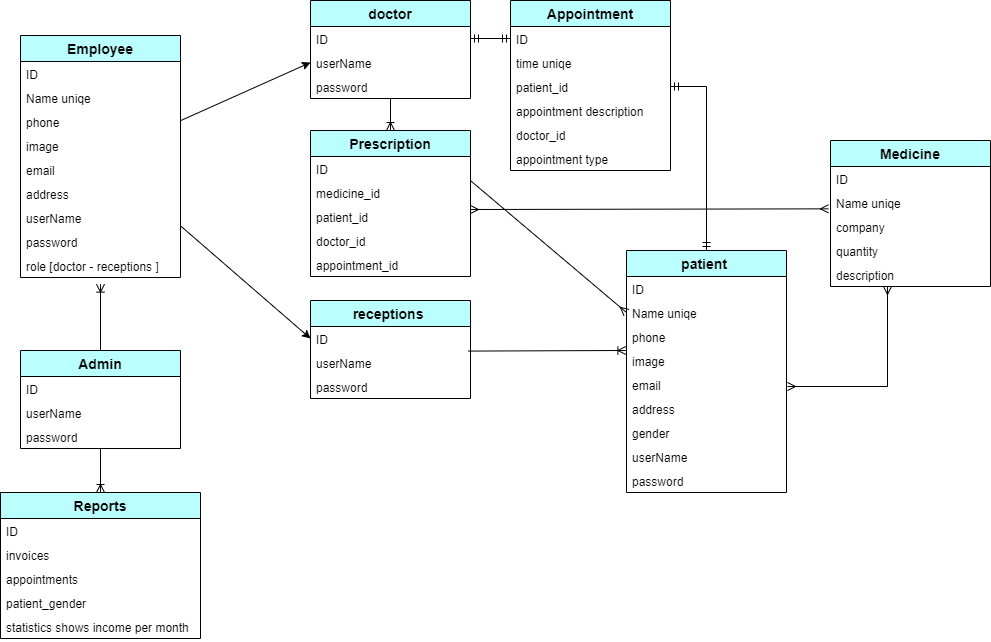 doctor
ID
userName
password
Appointment
ID
time uniqe
patient_id
appointment description
doctor_id
appointment type
Employee
ID
Name uniqe
phone
image
email
address
userName
password
role [doctor - receptions ]
Prescription
ID
medicine_id
patient_id
doctor_id
appointment_id
Medicine
ID
Name uniqe
company
quantity
description
patient
ID
Name uniqe
phone
image
email
address
gender
userName
password
receptions
ID
userName
password
Admin
ID
userName
password
Reports
ID
invoices
appointments
patient_gender
statistics shows income per month